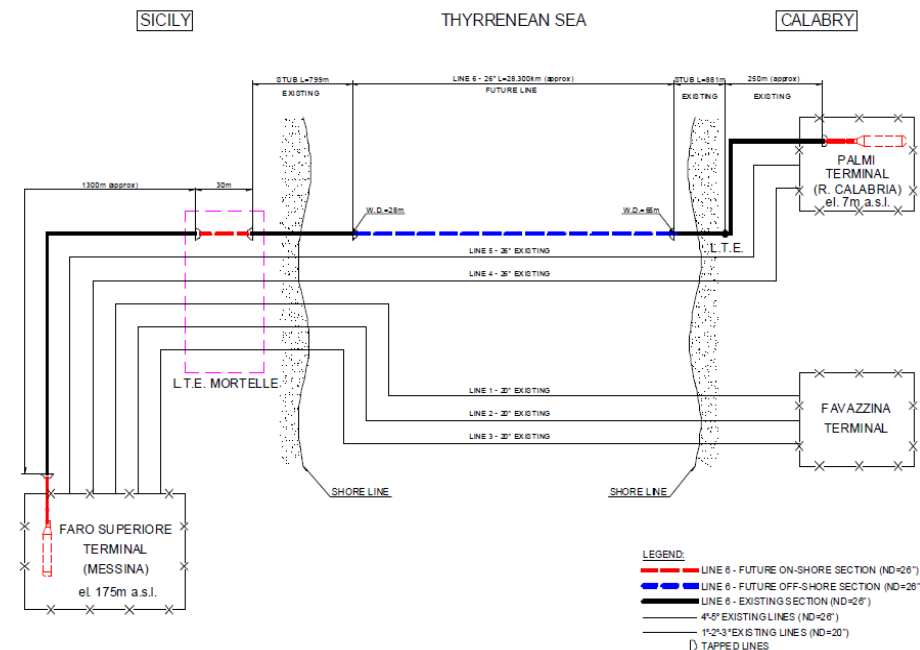 SICILY
THYRRENEAN SEA
CALABRY
STUB L=799m
EXISTING
LINE 6 - 26" L=28.300km (approx)
FUTURE LINE
STUB L=881m
EXISTING
250m (approx)
EXISTING
1300m (approx)
30m
W.D.=28m
W.D.=66m
L.T.E.
PALMI
TERMINAL
(R. CALABRIA)
el. 7m a.s.l.
LINE 5 - 26" EXISTING
LINE 4 - 26" EXISTING
L.T.E. MORTELLE
LINE 1 - 20" EXISTING
LINE 2 - 20" EXISTING
LINE 3 - 20" EXISTING
FAVAZZINA
TERMINAL
SHORE LINE
SHORE LINE
FARO SUPERIORE
TERMINAL
(MESSINA)
el. 175m a.s.l.
LEGEND:
LINE 6 - FUTURE ON-SHORE SECTION (ND=26")
LINE 6 - FUTURE OFF-SHORE SECTION (ND=26"
LINE 6 - EXISTING SECTION (ND=26")
4°-5° EXISTING LINES (ND=26")
1°-2°-3° EXISTING LINES (ND=20")
TAPPED LINES